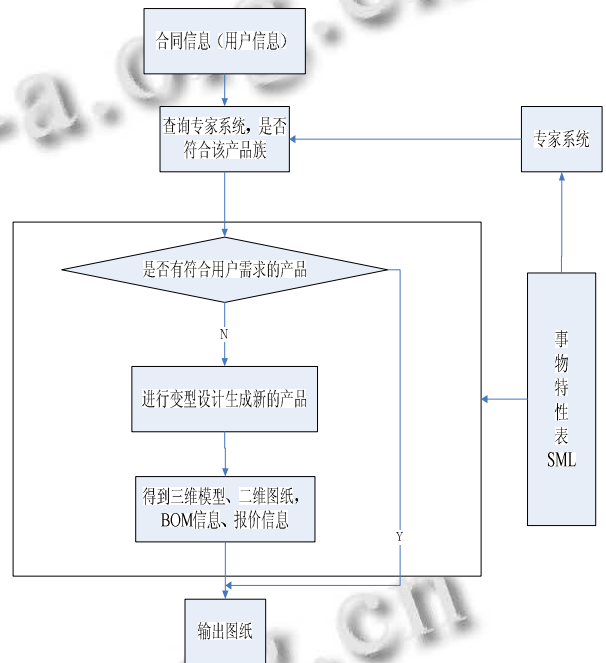 合同信息（用户信息）
查询专家系统，是否
符合该产品族
专家系统
是否有符合用户需求的产品
N
进行变型设计生成新的产品
得到三维模型、二维图纸，
BOM信息、报价信息
Y
输出图纸
事
物
特
性
表
SML